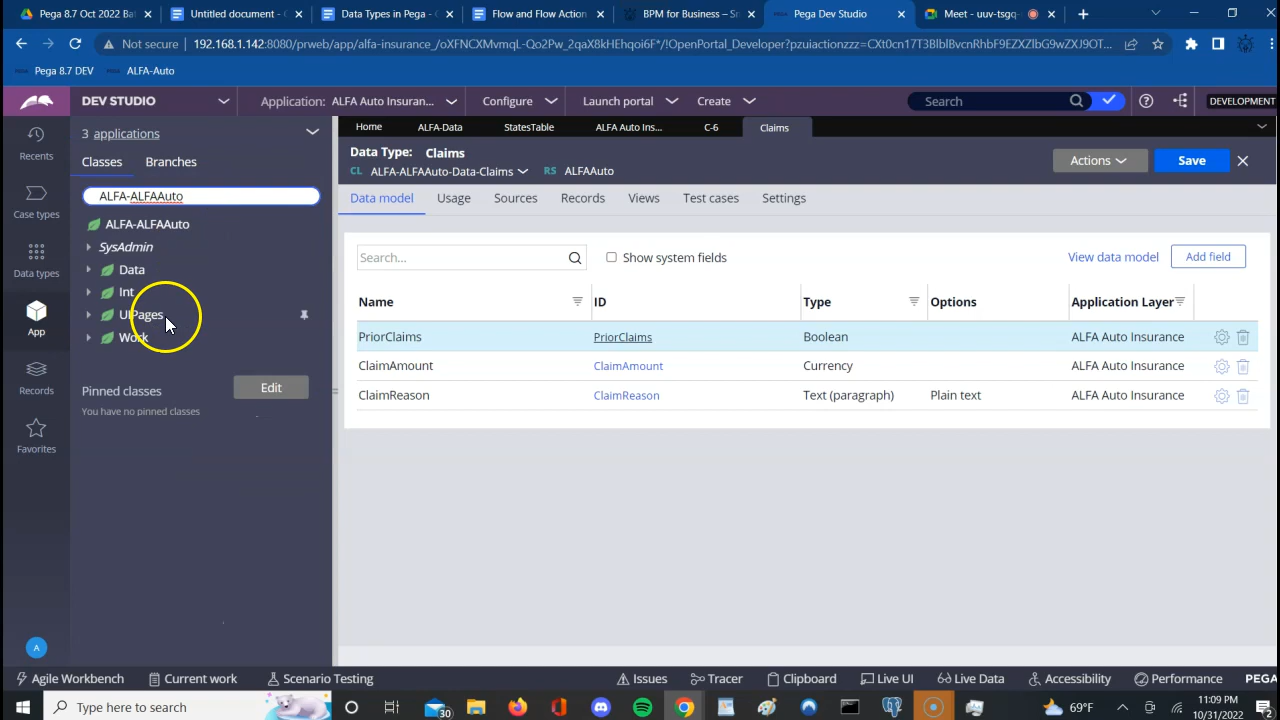 Pega 8.7 Oct 2022 Bat
Untitled document - G
Data Types in Pega - G
Flow and Flow Action
BPM for Business – Sn
Pega Dev Studio
Meet - uuv-tsgq
Not secure
192.168.1.142:8080/prweb/app/alfa-insurance_/oXFNCXMvmqL-Qo2Pw_2qaX8kHEhqoi6F*/!OpenPortal_Developer?pzuiactionzzz=CXt0cn17T3BlblBvcnRhbF9EZXZlbG9wZXJ9OT...
Pega 8.7 DEV
ALFA-Auto
DEV STUDIO
Application: ALFA Auto Insuran...
Configure
Launch portal
Create
Search
DEVELOPMENT
3 applications
Home
ALFA-Data
StatesTable
ALFA Auto Ins...
C-6
Claims
Recents
Case types
Data types
App
Records
Favorites
A
Classes
Branches
ALFA-ALFAAuto
ALFA-ALFAAuto
SysAdmin
Data
Int
UIPages
Work
Pinned classes
Edit
You have no pinned classes
Data Type: Claims
CL ALFA-ALFAAuto-Data-Claims
RS ALFAAuto
Actions
Save
Data model
Usage
Sources
Records
Views
Test cases
Settings
Search...
Show system fields
View data model
Add field
Name ID Type Options Application Layer
PriorClaims PriorClaims Boolean ALFA Auto Insurance
ClaimAmount ClaimAmount Currency ALFA Auto Insurance
ClaimReason ClaimReason Text (paragraph) Plain text ALFA Auto Insurance
Agile Workbench
Current work
Scenario Testing
Issues
Tracer
Clipboard
Live UI
Live Data
Accessibility
Performance
PEGA
Type here to search
30
69°F
11:09 PM
10/31/2022
2